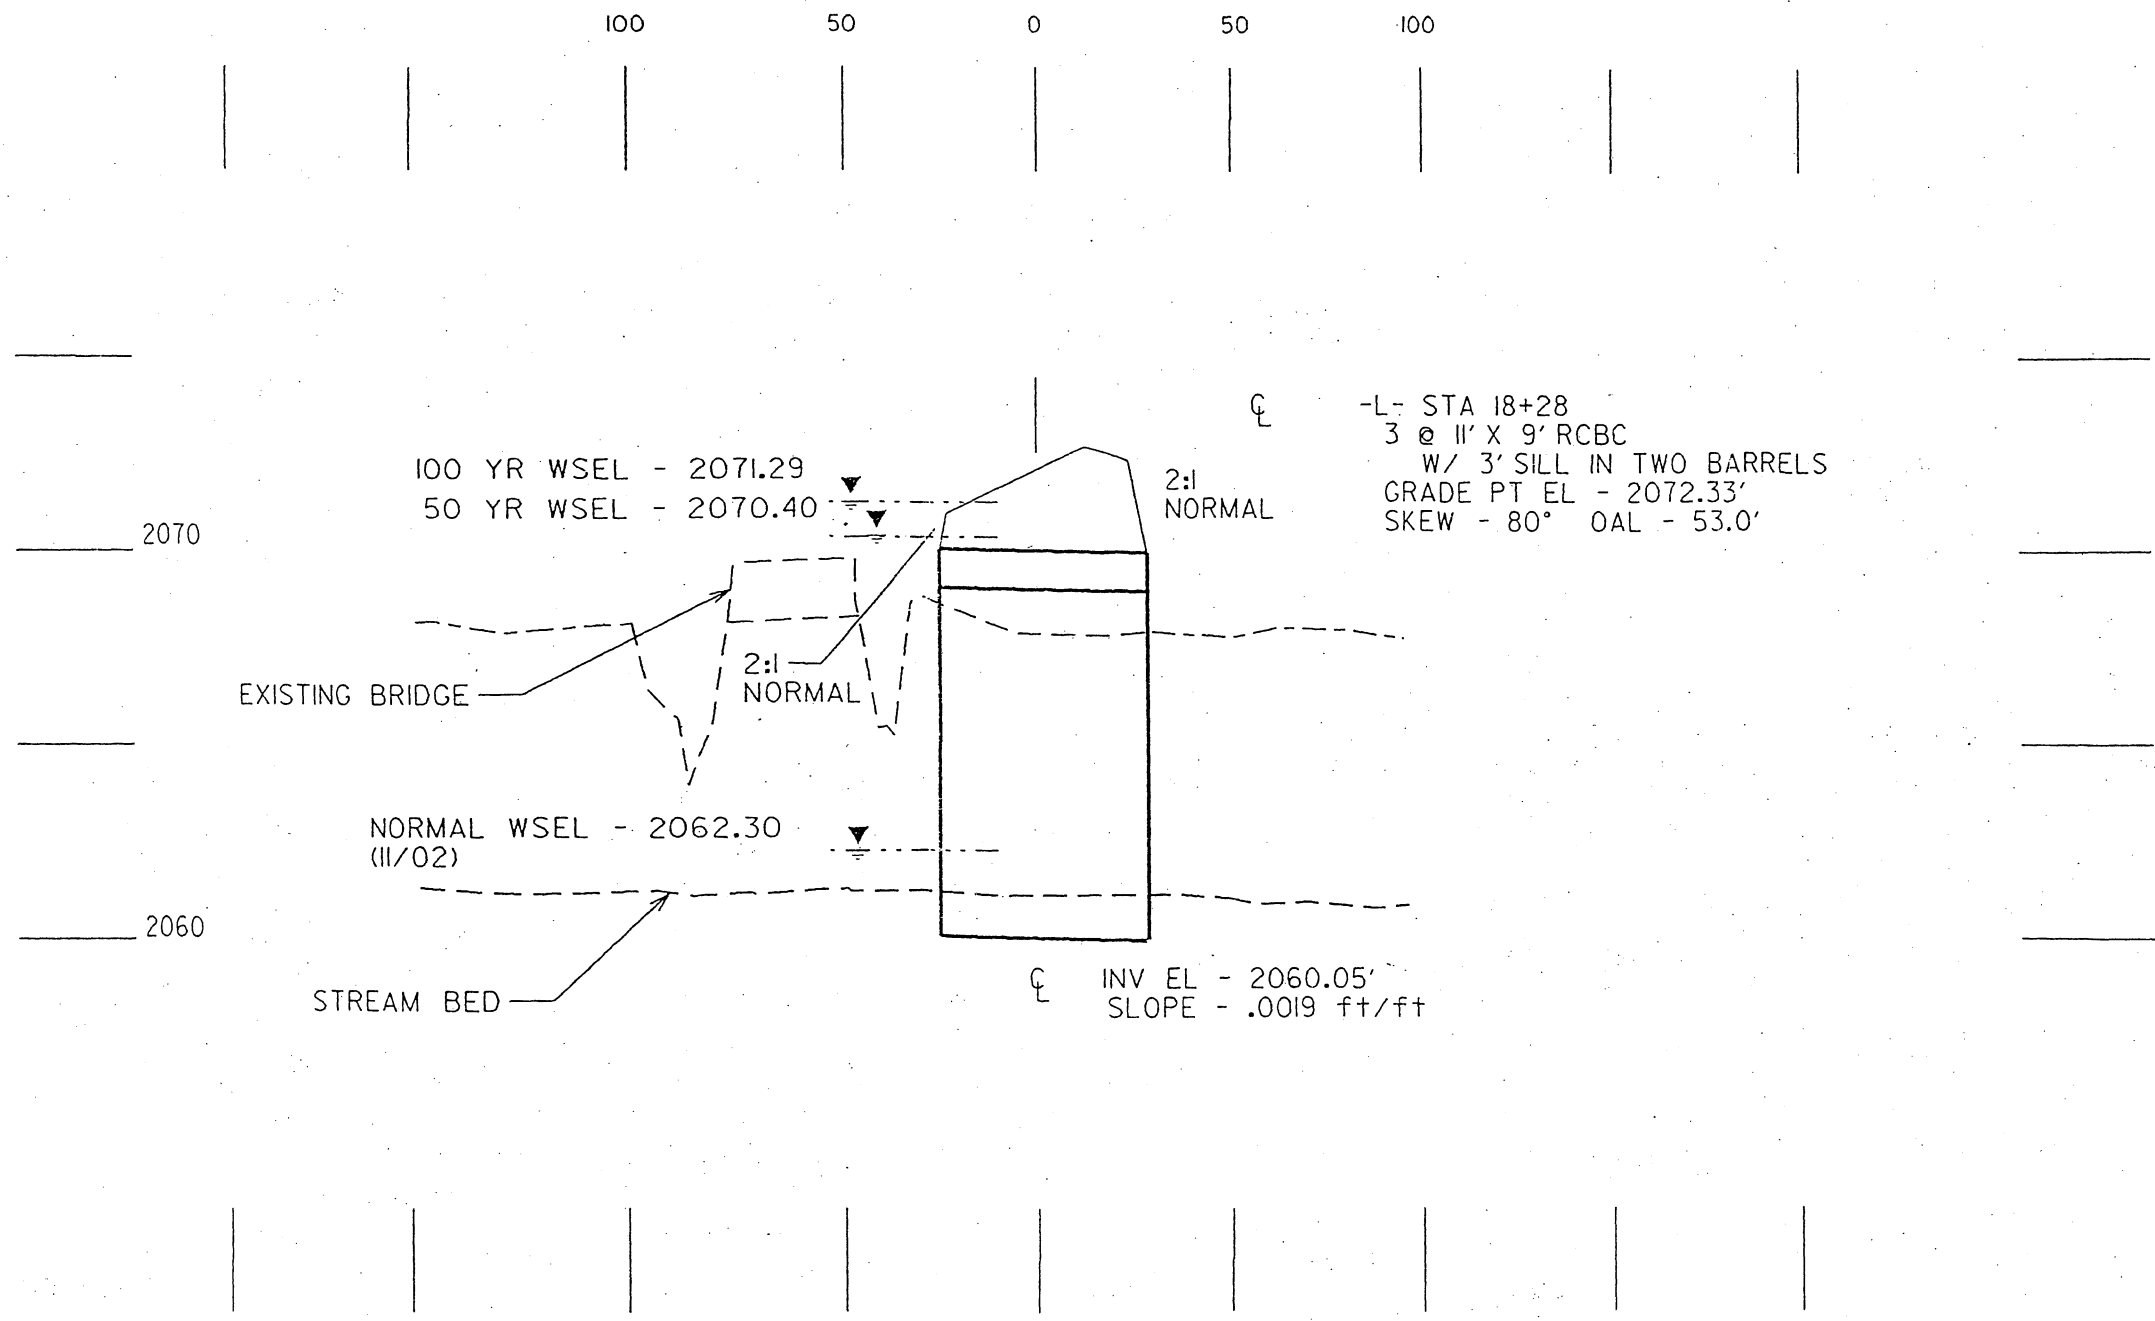 100 50 0 50 100
℄ -L- STA 18+28
3 @ 11' X 9' RCBC
W/ 3' SILL IN TWO BARRELS
GRADE PT EL - 2072.33'
SKEW - 80° OAL - 53.0'
100 YR WSEL - 2071.29
50 YR WSEL - 2070.40
2:1
NORMAL
2070
2:1
NORMAL
EXISTING BRIDGE
NORMAL WSEL - 2062.30
(11/02)
2060
℄ INV EL - 2060.05'
SLOPE - .0019 ft/ft
STREAM BED